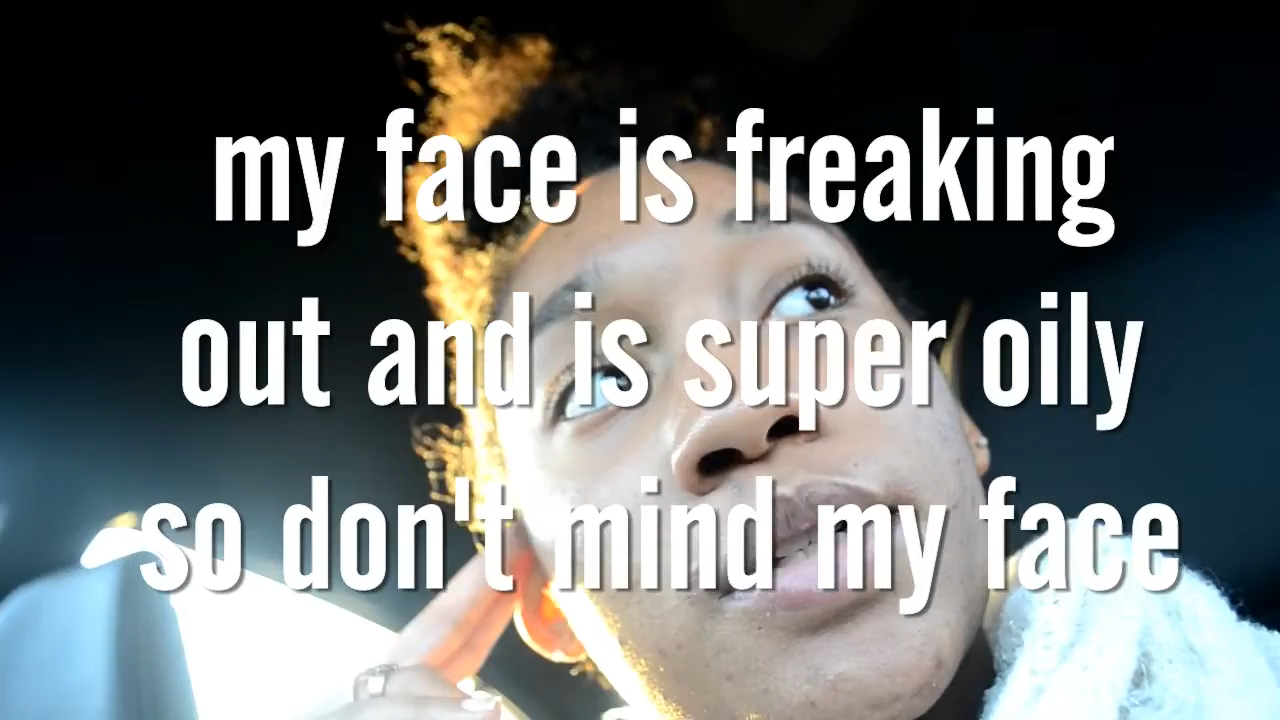 my face is freaking
out and is super oily
so don't mind my face